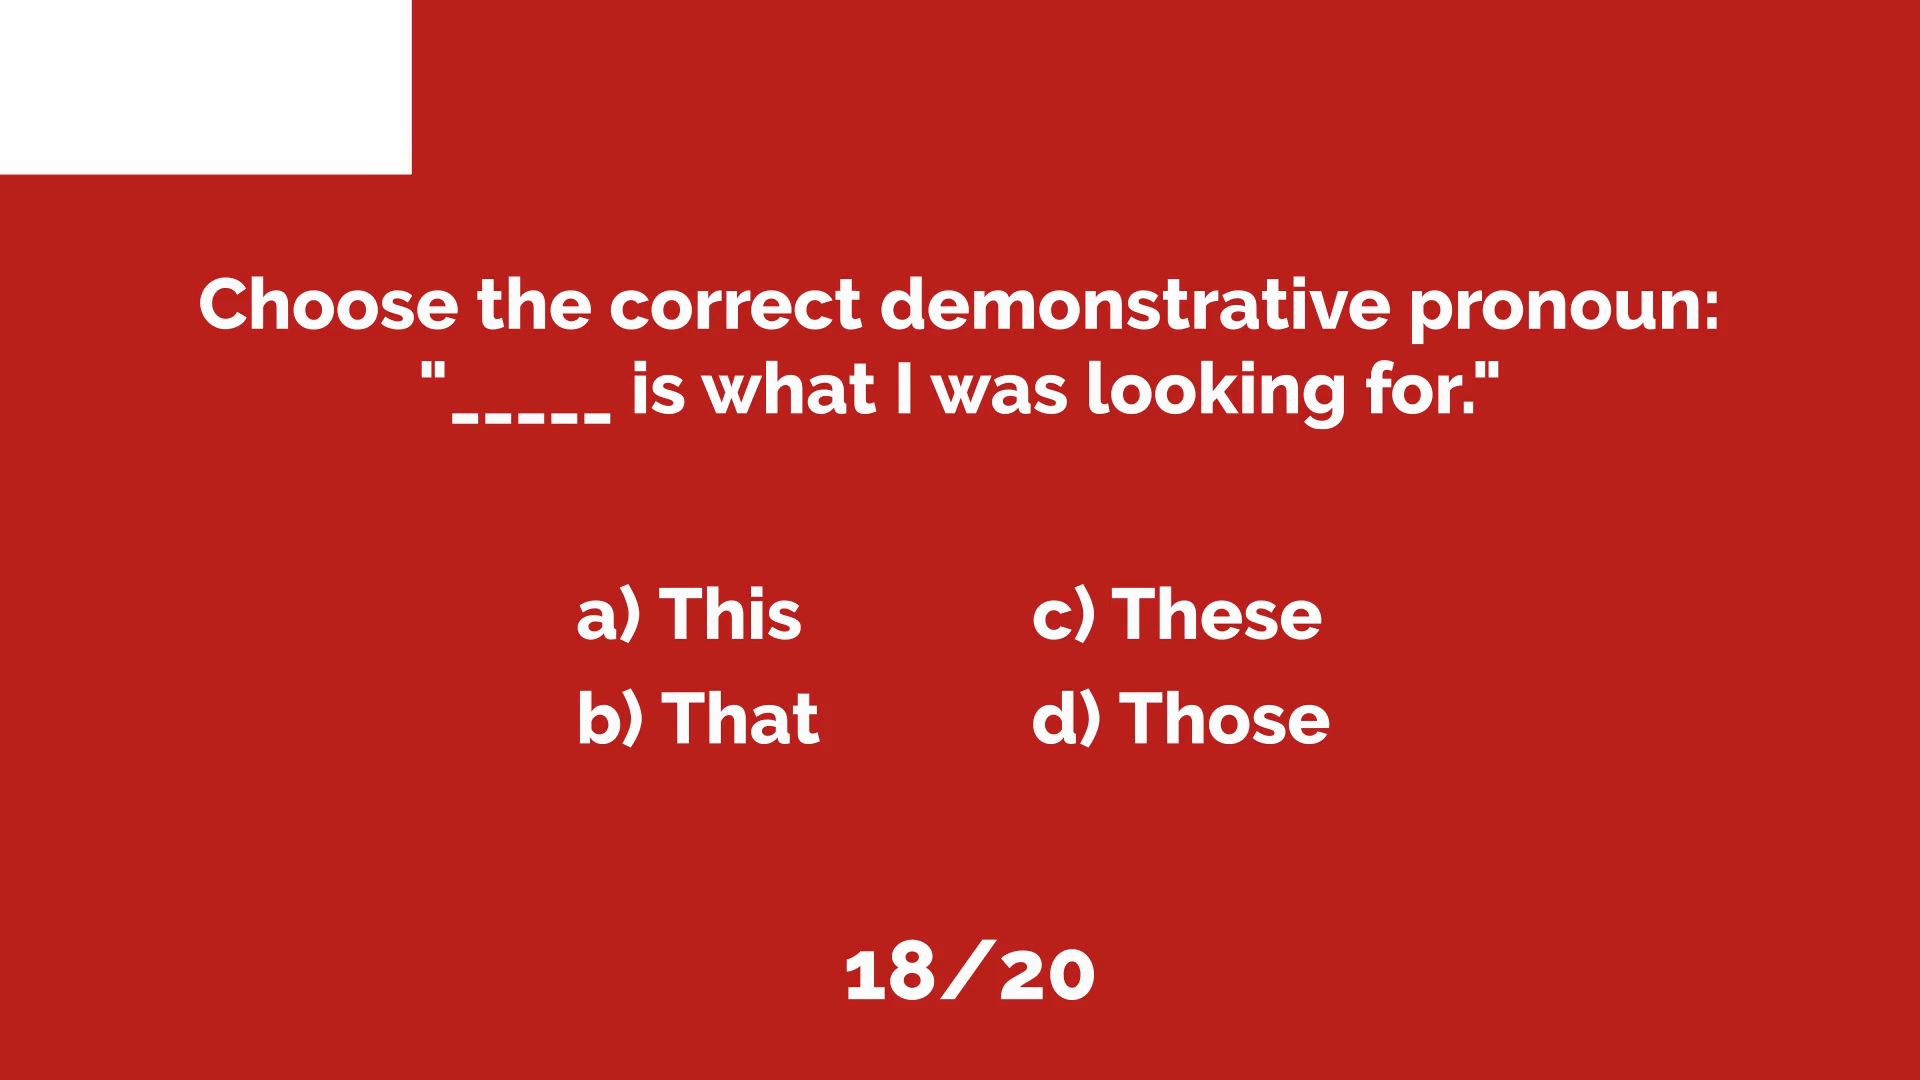 Choose the correct demonstrative pronoun:
"_____ is what I was looking for."
a) This
b) That
c) These
d) Those
18/20